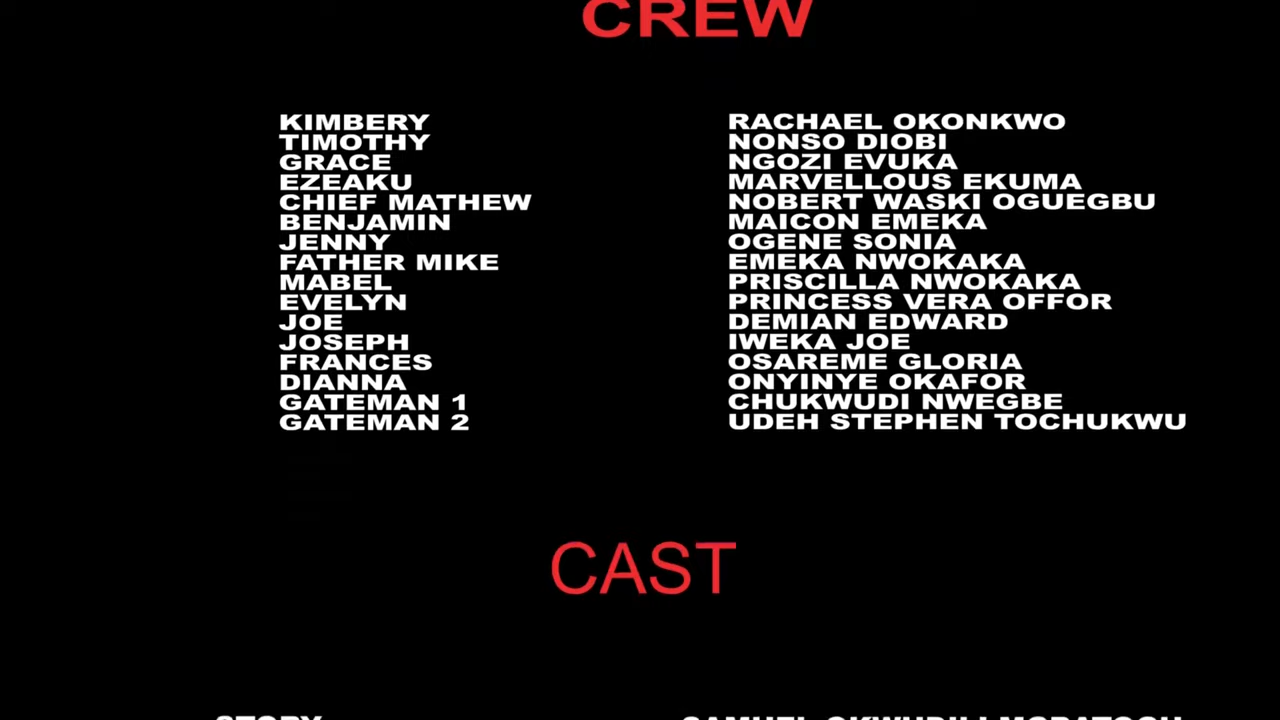 CREW
KIMBERY RACHAEL OKONKWO
TIMOTHY NONSO DIOBI
GRACE NGOZI EVUKA
EZEAKU MARVELLOUS EKUMA
CHIEF MATHEW NOBERT WASKI OGUEGBU
BENJAMIN MAICON EMEKA
JENNY OGENE SONIA
FATHER MIKE EMEKA NWOKAKA
MABEL PRISCILLA NWOKAKA
EVELYN PRINCESS VERA OFFOR
JOE DEMIAN EDWARD
JOSEPH IWEKA JOE
FRANCES OSAREME GLORIA
DIANNA ONYINYE OKAFOR
GATEMAN 1 CHUKWUDI NWEGBE
GATEMAN 2 UDEH STEPHEN TOCHUKWU
CAST
STORY SAMUEL